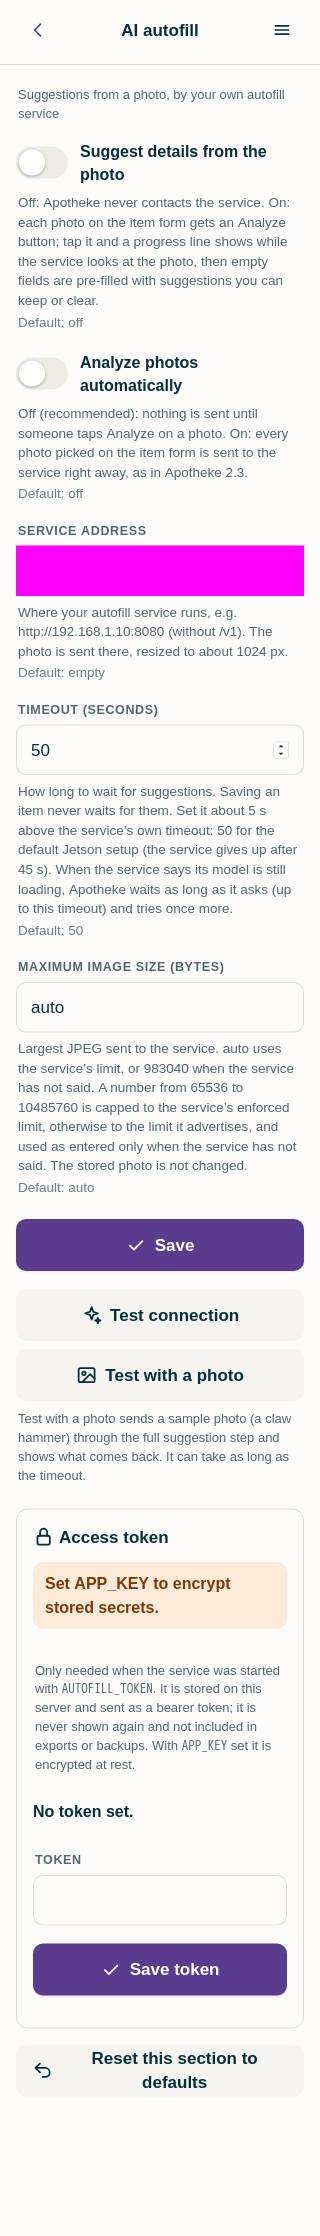 AI autofill
Suggestions from a photo, by your own autofill
service
Suggest details from the
photo
Off: Apotheke never contacts the service. On:
each photo on the item form gets an Analyze
button; tap it and a progress line shows while
the service looks at the photo, then empty
fields are pre-filled with suggestions you can
keep or clear.
Default: off
Analyze photos
automatically
Off (recommended): nothing is sent until
someone taps Analyze on a photo. On: every
photo picked on the item form is sent to the
service right away, as in Apotheke 2.3.
Default: off
SERVICE ADDRESS
Where your autofill service runs, e.g.
http://192.168.1.10:8080 (without /v1). The
photo is sent there, resized to about 1024 px.
Default: empty
TIMEOUT (SECONDS)
50
How long to wait for suggestions. Saving an
item never waits for them. Set it about 5 s
above the service’s own timeout: 50 for the
default Jetson setup (the service gives up after
45 s). When the service says its model is still
loading, Apotheke waits as long as it asks (up
to this timeout) and tries once more.
Default: 50
MAXIMUM IMAGE SIZE (BYTES)
auto
Largest JPEG sent to the service. auto uses
the service’s limit, or 983040 when the service
has not said. A number from 65536 to
10485760 is capped to the service’s enforced
limit, otherwise to the limit it advertises, and
used as entered only when the service has not
said. The stored photo is not changed.
Default: auto
Save
Test connection
Test with a photo
Test with a photo sends a sample photo (a claw
hammer) through the full suggestion step and
shows what comes back. It can take as long as
the timeout.
Access token
Set APP_KEY to encrypt
stored secrets.
Only needed when the service was started
with AUTOFILL_TOKEN. It is stored on this
server and sent as a bearer token; it is
never shown again and not included in
exports or backups. With APP_KEY set it is
encrypted at rest.
No token set.
TOKEN
Save token
Reset this section to
defaults